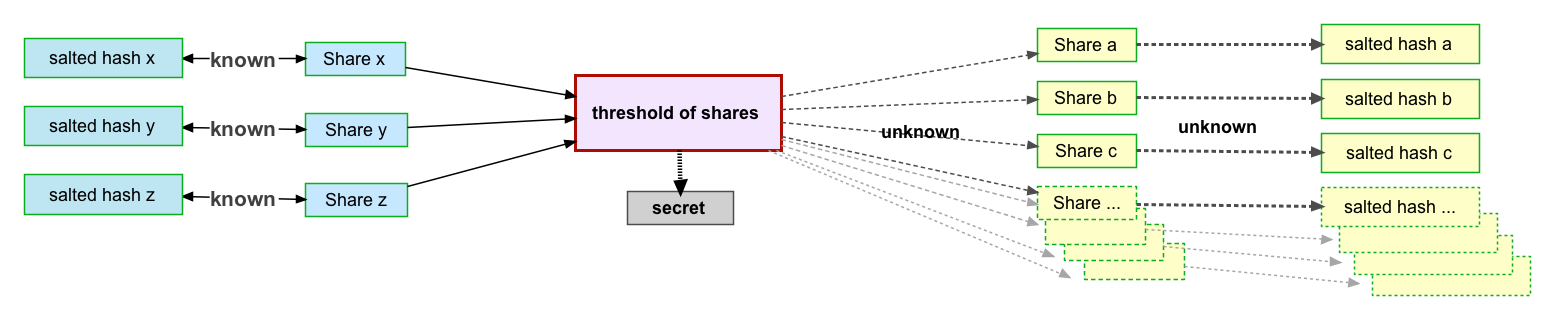 salted hash x
known
Share x
salted hash y
known
Share y
salted hash z
known
Share z
threshold of shares
secret
unknown
Share a
Share b
Share c
Share ...
unknown
salted hash a
salted hash b
salted hash c
salted hash ...